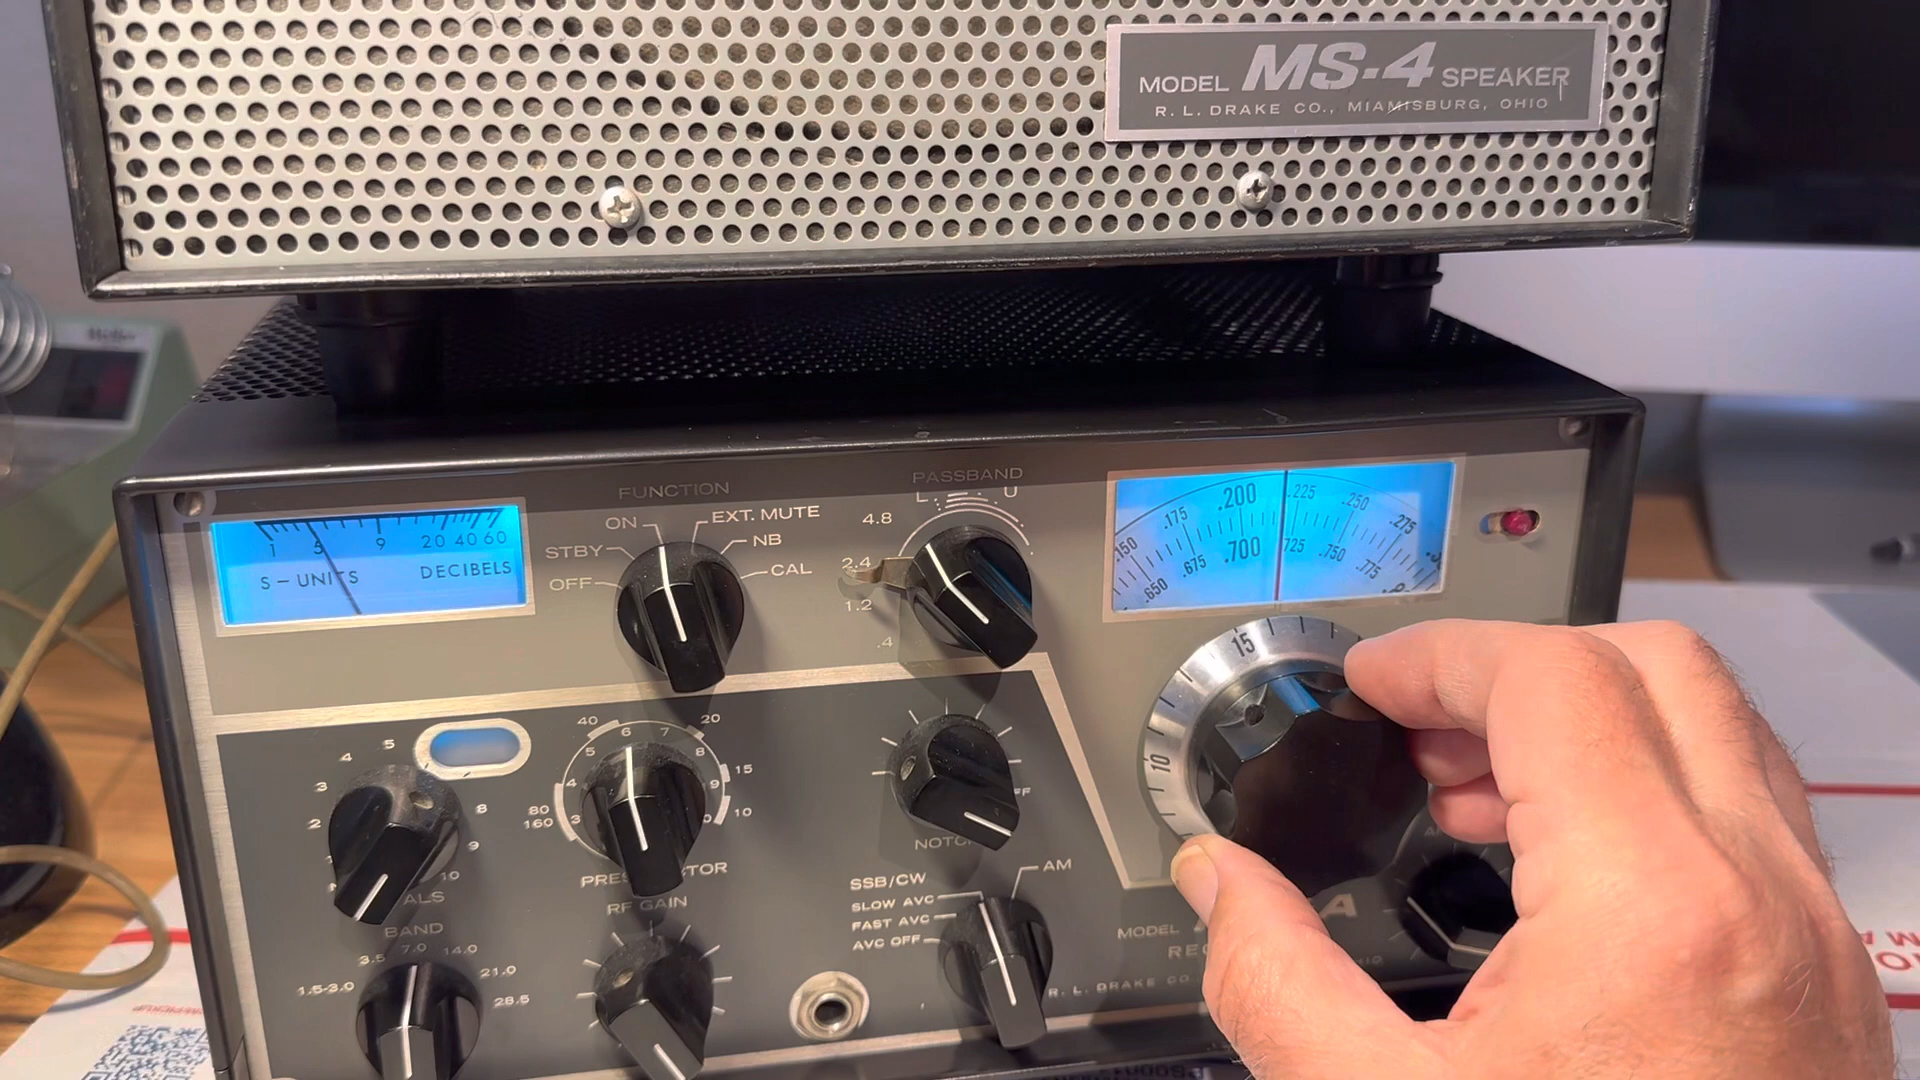 MODEL MS-4 SPEAKER
R. L. DRAKE CO., MIAMISBURG, OHIO
FUNCTION
PASSBAND
ON
EXT. MUTE
STBY
NB
OFF
CAL
L U
4.8
2.4
1.2
.4
1 5 9 20 40 60
S-UNITS DECIBELS
.150 .175 .200 .225 .250 .275
.650 .675 .700 .725 .750 .775
15
10
2 3 4 5
8 9 10
ALS
40 20
3 4 5 6 7 8 9
80
160
15
10
RF GAIN
SSB/CW
AM
SLOW AVC
FAST AVC
AVC OFF
BAND
1.5-3.0 3.5 7.0 14.0 21.0 28.5
MODEL
A
R. L. DRAKE CO